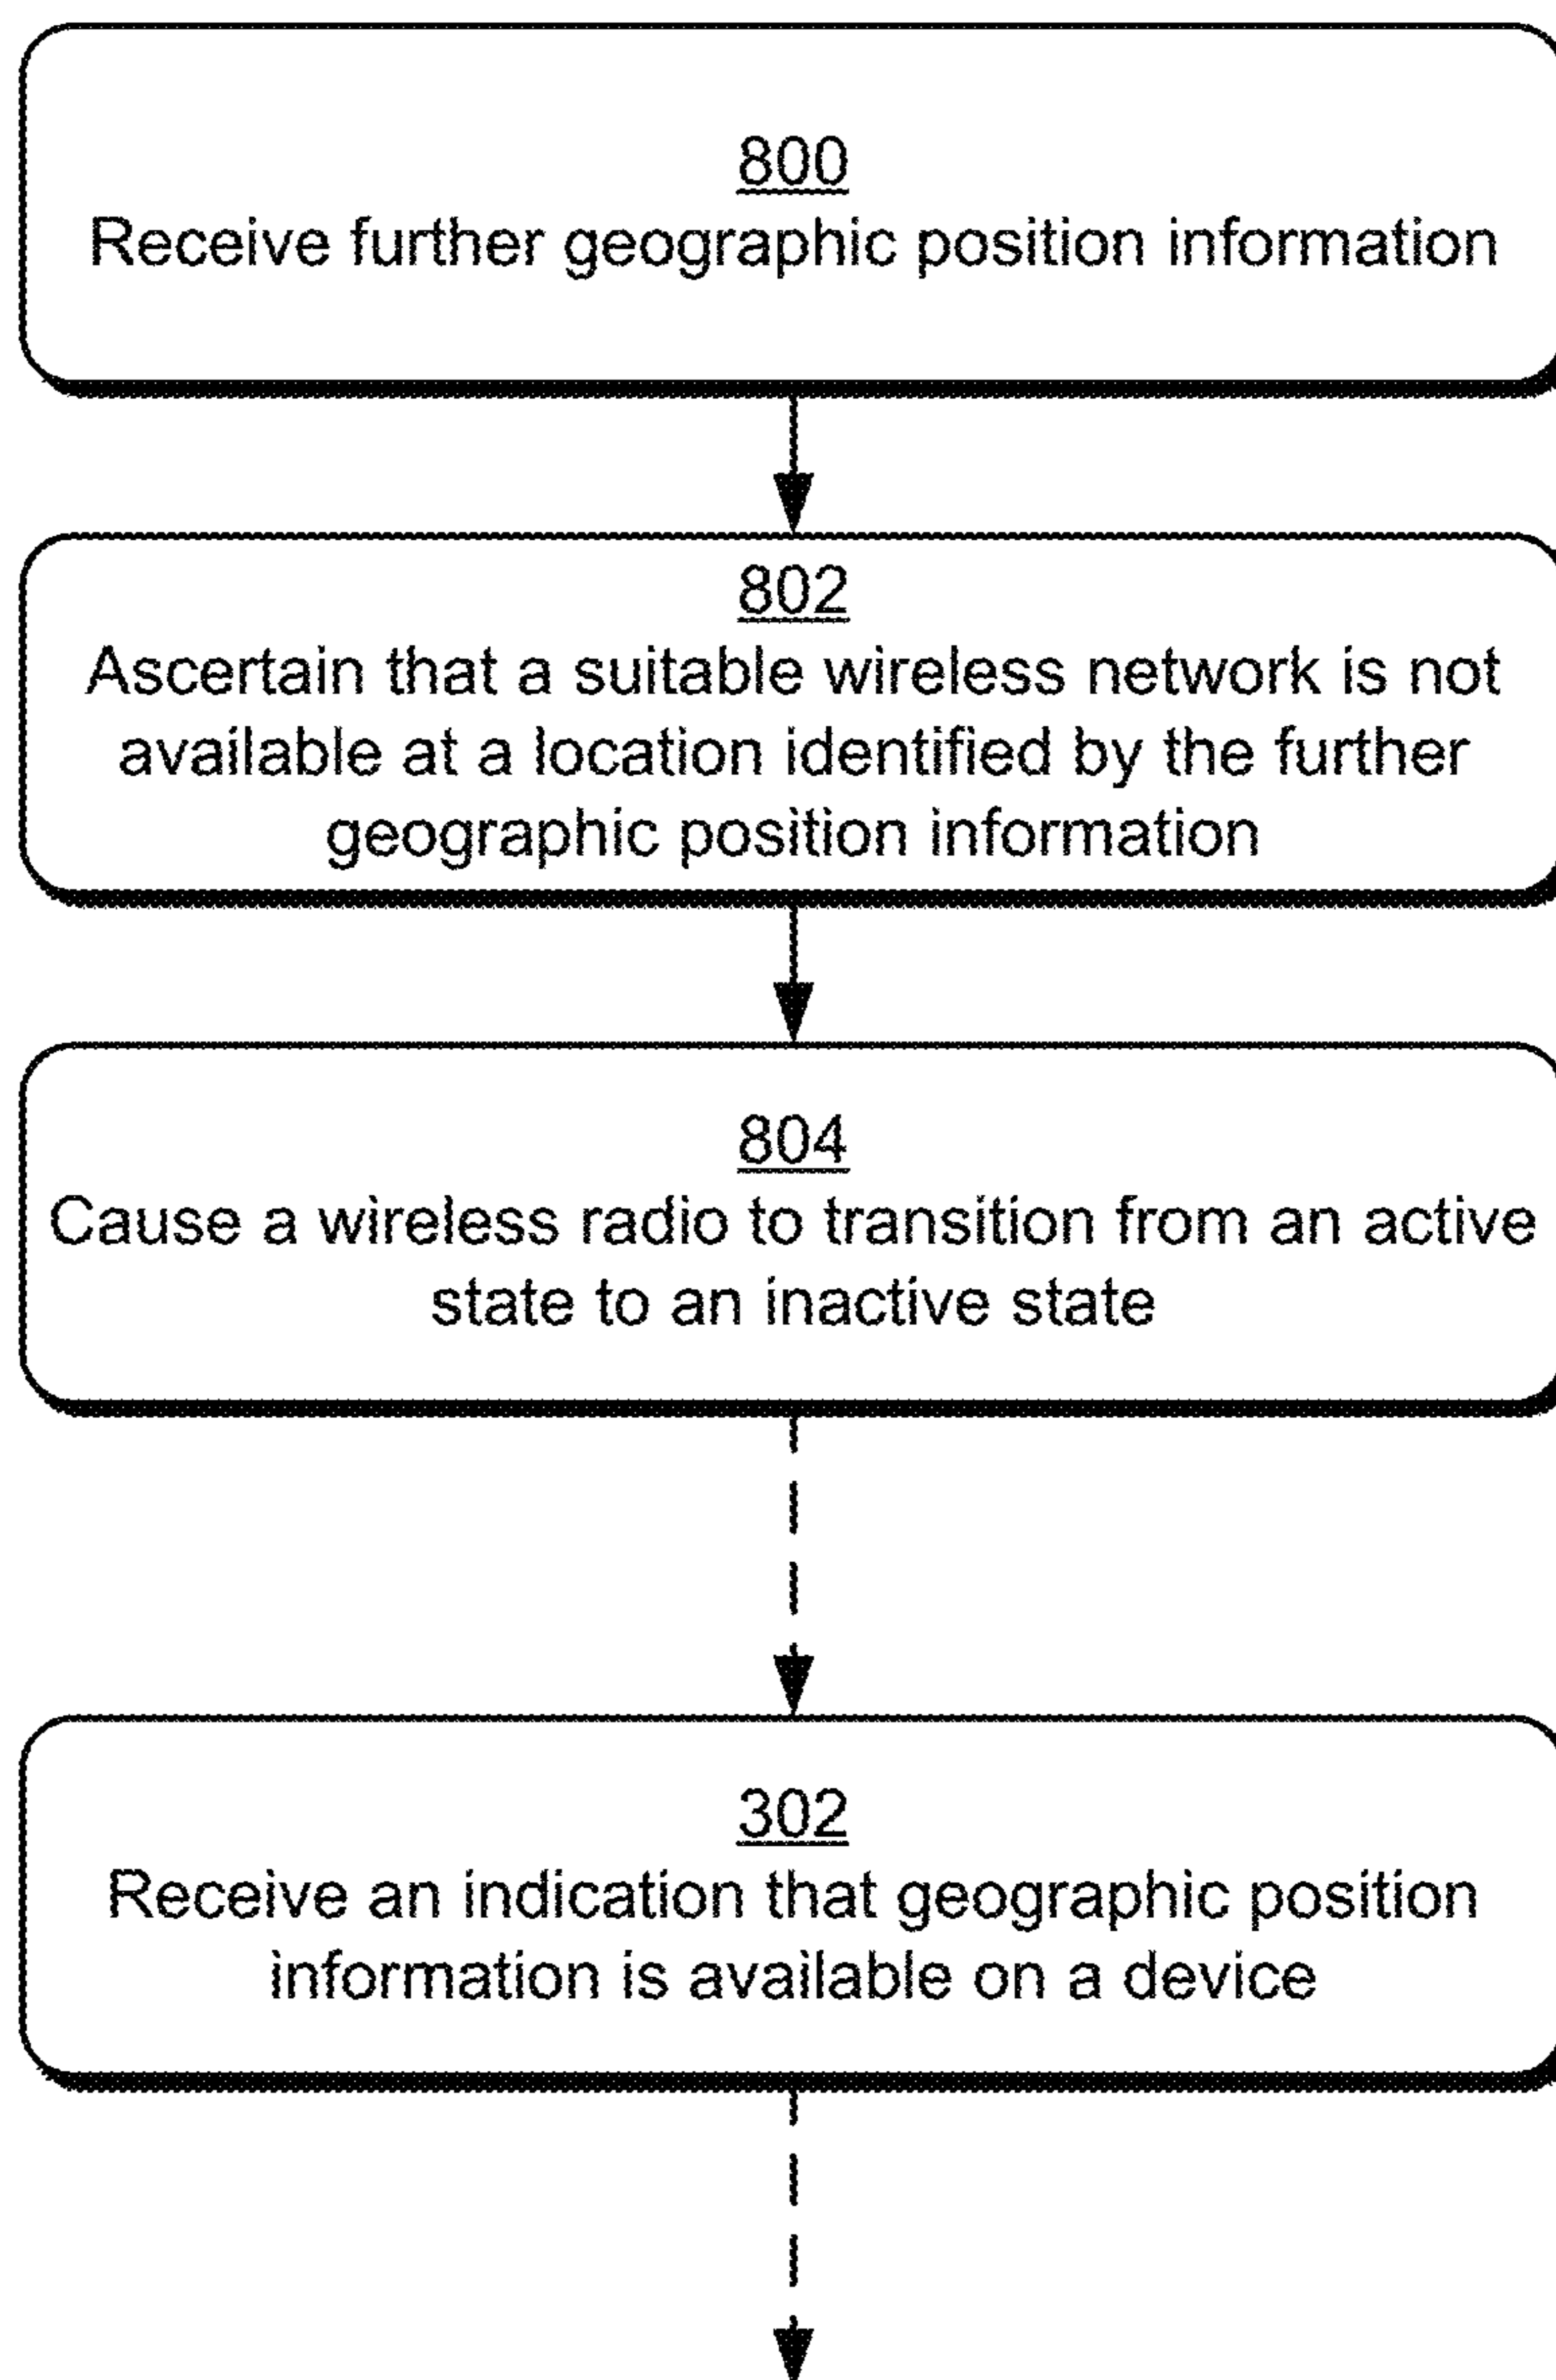 800
Receive further geographic position information
802
Ascertain that a suitable wireless network is not
available at a location identified by the further
geographic position information
804
Cause a wireless radio to transition from an active
state to an inactive state
302
Receive an indication that geographic position
information is available on a device